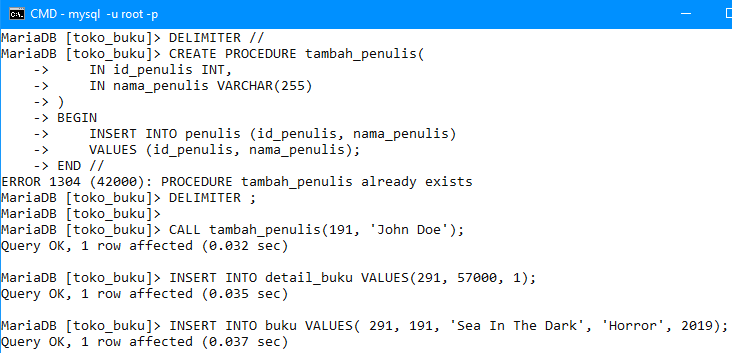 CMD - mysql  -u root -p
MariaDB [toko_buku]> DELIMITER //
MariaDB [toko_buku]> CREATE PROCEDURE tambah_penulis(
    ->     IN id_penulis INT,
    ->     IN nama_penulis VARCHAR(255)
    -> )
    -> BEGIN
    ->     INSERT INTO penulis (id_penulis, nama_penulis)
    ->     VALUES (id_penulis, nama_penulis);
    -> END //
ERROR 1304 (42000): PROCEDURE tambah_penulis already exists
MariaDB [toko_buku]> DELIMITER ;
MariaDB [toko_buku]>
MariaDB [toko_buku]> CALL tambah_penulis(191, 'John Doe');
Query OK, 1 row affected (0.032 sec)

MariaDB [toko_buku]> INSERT INTO detail_buku VALUES(291, 57000, 1);
Query OK, 1 row affected (0.035 sec)

MariaDB [toko_buku]> INSERT INTO buku VALUES( 291, 191, 'Sea In The Dark', 'Horror', 2019);
Query OK, 1 row affected (0.037 sec)